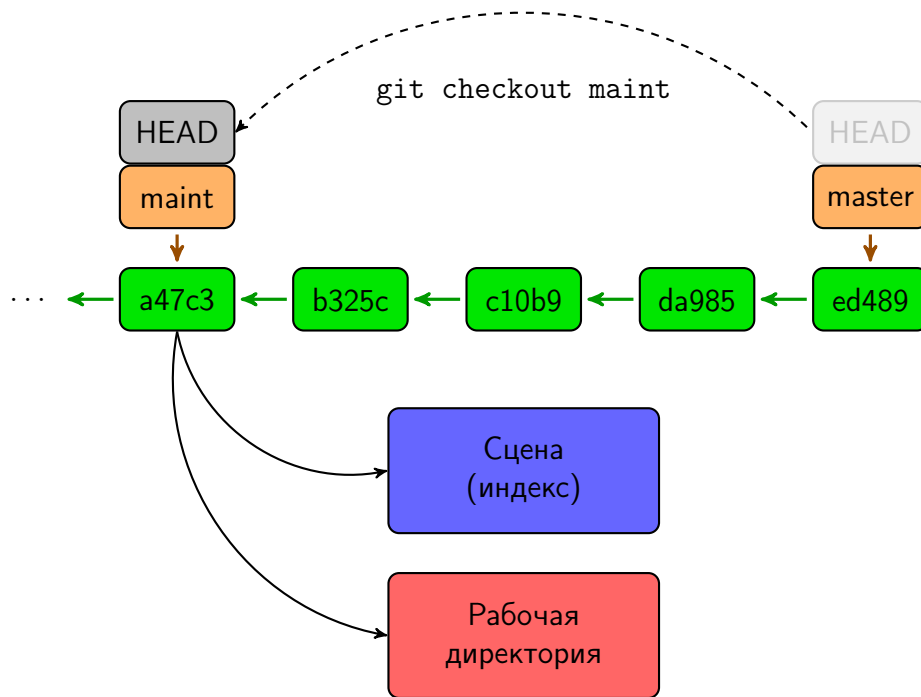 git checkout maint
HEAD
HEAD
maint
master
...
a47c3
b325c
c10b9
da985
ed489
Сцена
(индекс)
Рабочая
директория